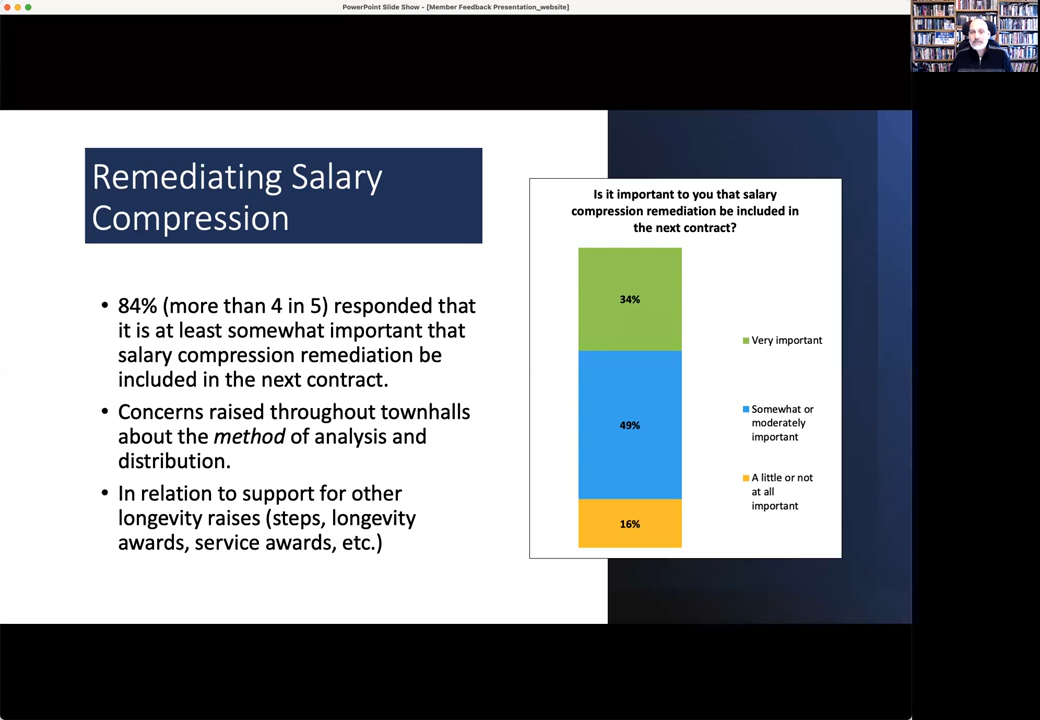 PowerPoint Slide Show - [Member Feedback Presentation_website]
Remediating Salary
Compression
• 84% (more than 4 in 5) responded that
it is at least somewhat important that
salary compression remediation be
included in the next contract.
• Concerns raised throughout townhalls
about the method of analysis and
distribution.
• In relation to support for other
longevity raises (steps, longevity
awards, service awards, etc.)
Is it important to you that salary
compression remediation be included in
the next contract?
34%
49%
16%
Very important
Somewhat or
moderately
important
A little or not
at all
important